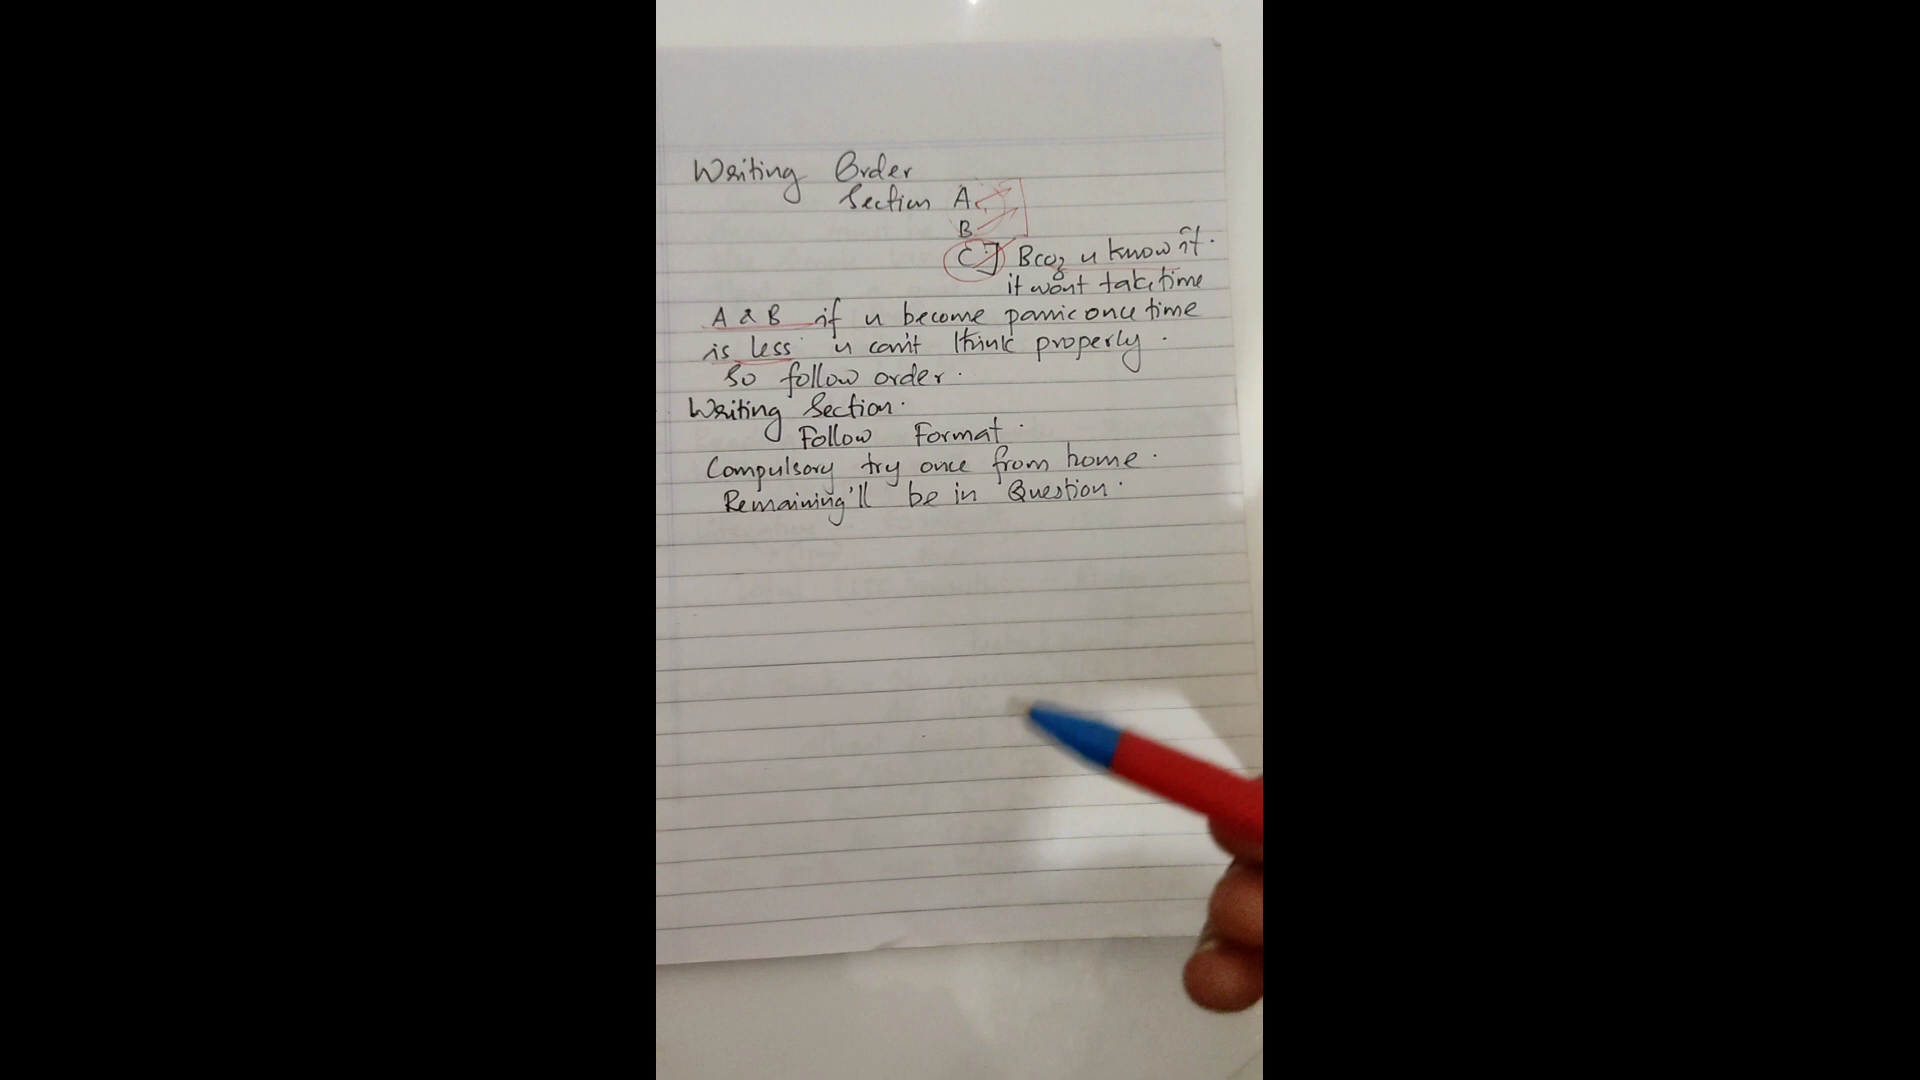 Writing Order
Section A
B
C] Bcoz u know it.
it won't take time
A & B if u become panic once time
is less u can't think properly.
So follow order.
Writing Section.
Follow Format.
Compulsory try once from home.
Remaining'll be in Question.